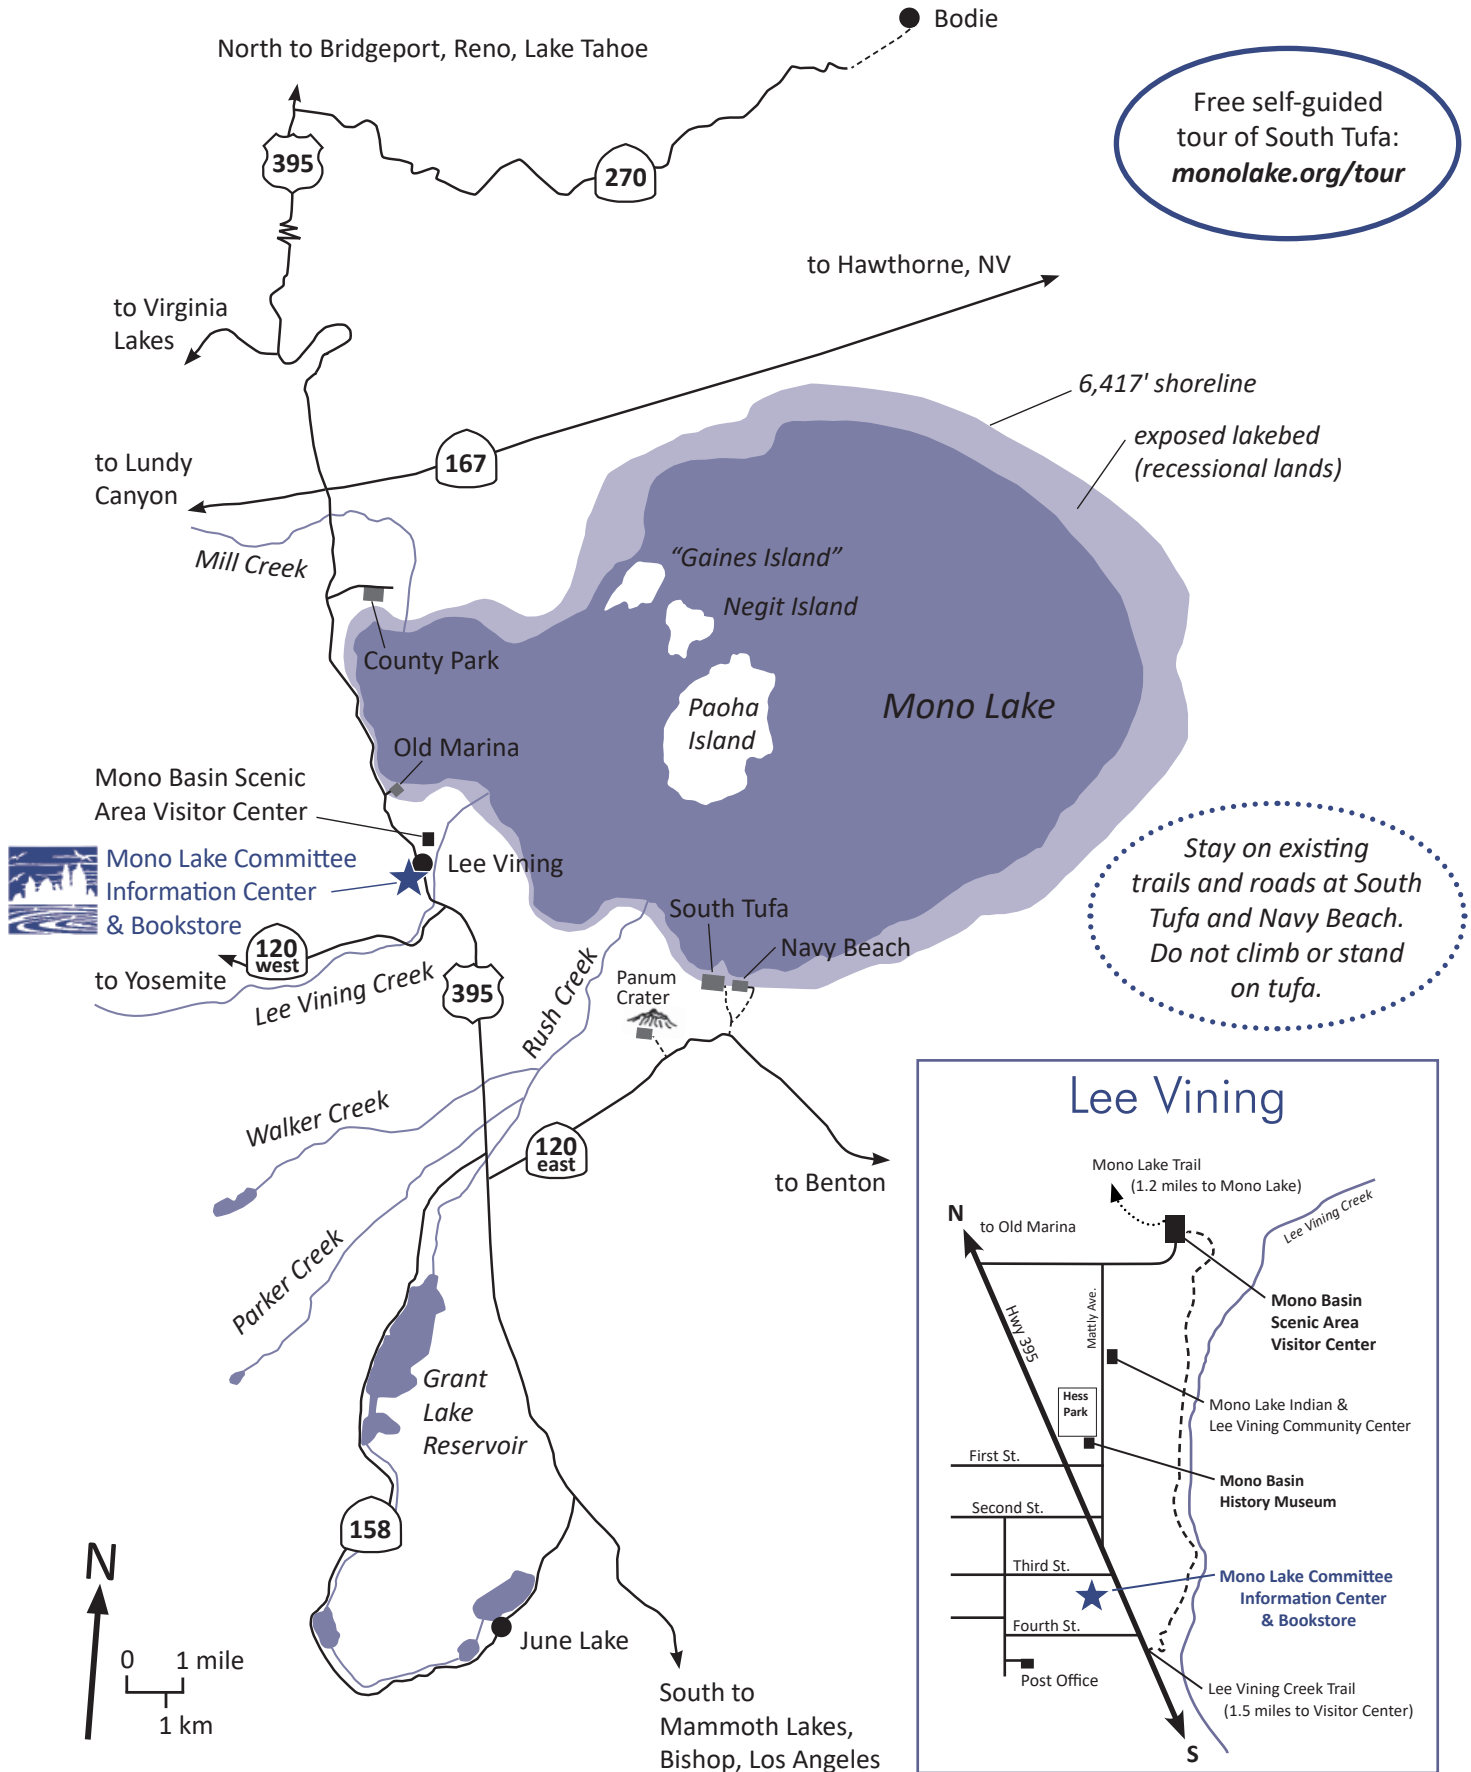 Bodie
North to Bridgeport, Reno, Lake Tahoe
Free self-guided
tour of South Tufa:
monolake.org/tour
395
270
to Hawthorne, NV
to Virginia
Lakes
6,417' shoreline
exposed lakebed
(recessional lands)
to Lundy
Canyon
167
Mill Creek
“Gaines Island”
Negit Island
County Park
Paoha
Island
Mono Lake
Old Marina
Mono Basin Scenic
Area Visitor Center
Mono Lake Committee
Information Center
& Bookstore
Lee Vining
Stay on existing
trails and roads at South
Tufa and Navy Beach.
Do not climb or stand
on tufa.
South Tufa
Navy Beach
120
west
to Yosemite
Lee Vining Creek
395
Rush Creek
Panum
Crater
Walker Creek
120
east
to Benton
Parker Creek
Grant
Lake
Reservoir
158
June Lake
N
0 1 mile
1 km
South to
Mammoth Lakes,
Bishop, Los Angeles
Lee Vining
Mono Lake Trail
(1.2 miles to Mono Lake)
N
to Old Marina
Lee Vining Creek
Hwy 395
Mattly Ave.
Mono Basin
Scenic Area
Visitor Center
Hess
Park
Mono Lake Indian &
Lee Vining Community Center
First St.
Mono Basin
History Museum
Second St.
Third St.
Mono Lake Committee
Information Center
& Bookstore
Fourth St.
Post Office
Lee Vining Creek Trail
(1.5 miles to Visitor Center)
S